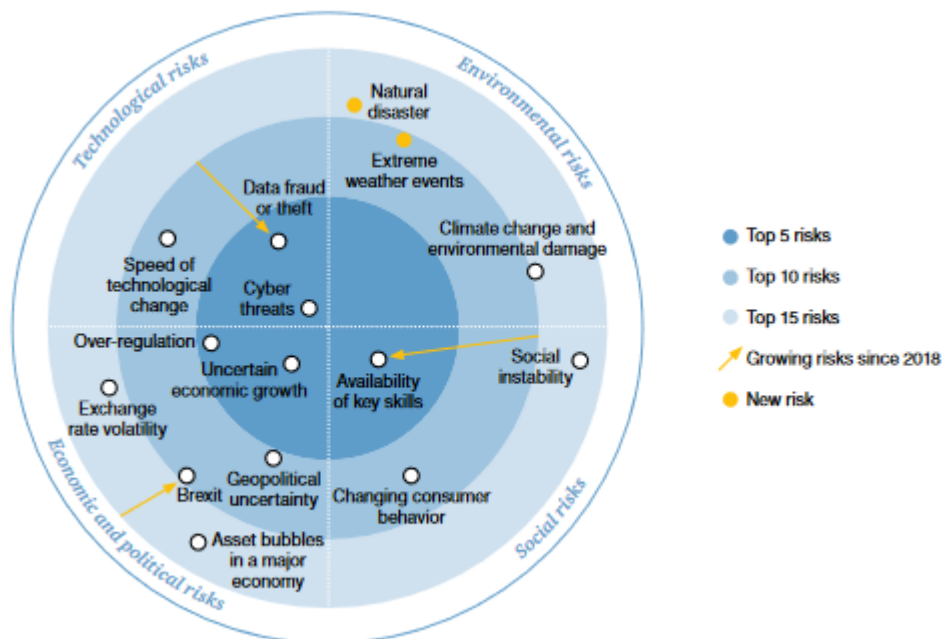 Technological risks
Environmental risks
Natural
disaster
Extreme
weather events
Data fraud
or theft
Climate change and
environmental damage
Speed of
technological
change
Cyber
threats
Over-regulation
Uncertain
economic growth
Availability
of key skills
Social
instability
Exchange
rate volatility
Brexit
Geopolitical
uncertainty
Changing consumer
behavior
Asset bubbles
in a major
economy
Economic and political risks
Social risks
Top 5 risks
Top 10 risks
Top 15 risks
Growing risks since 2018
New risk